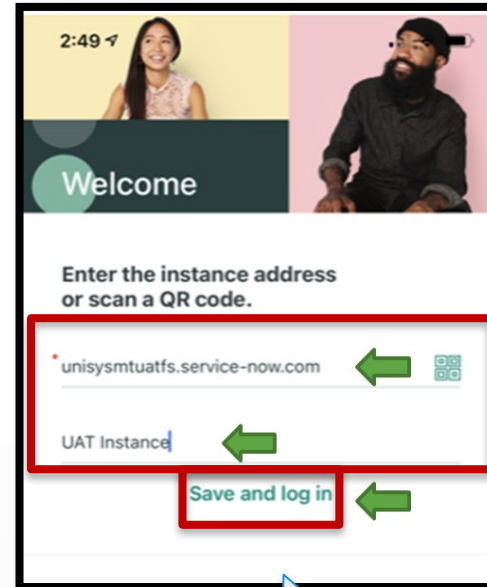 2:49
Welcome
Enter the instance address
or scan a QR code.
unisysmtuatfs.service-now.com
UAT Instance
Save and log in